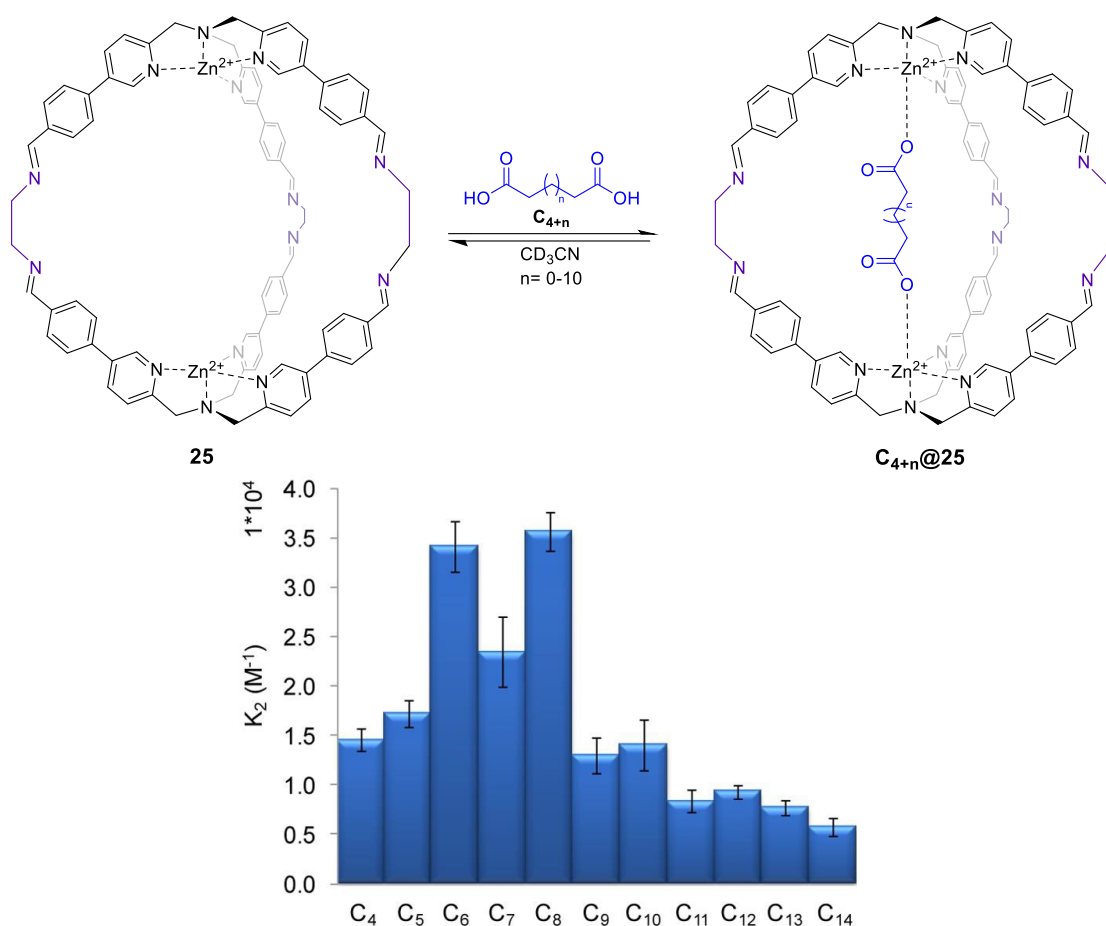 N
N
Zn2+
N
N
N
Zn2+
N
N
N
N
N
N
N
O
O
HO
( )n
OH
C4+n
CD3CN
n= 0-10
O
O
( )n
O
O
N
N
N
N
N
N
N
N
Zn2+
N
N
N
N
Zn2+
N
N
N
N
25
C4+n@25
1*10^4
K2 (M-1)
4.0
3.5
3.0
2.5
2.0
1.5
1.0
0.5
0.0
C4 C5 C6 C7 C8 C9 C10 C11 C12 C13 C14